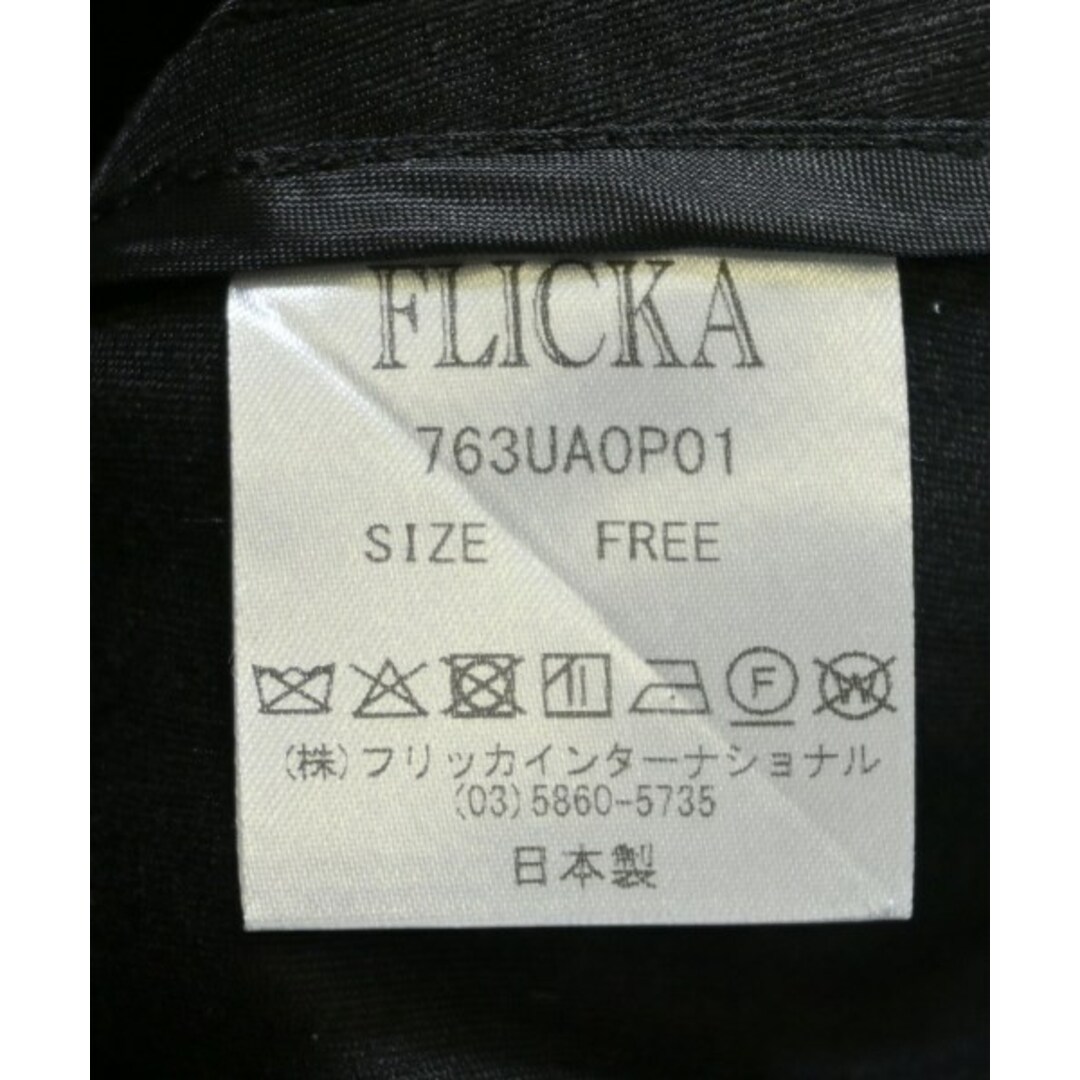 FLICKA
763UA0P01
SIZE FREE
F W
(株)フリッカインターナショナル
(03)5860-5735
日本製